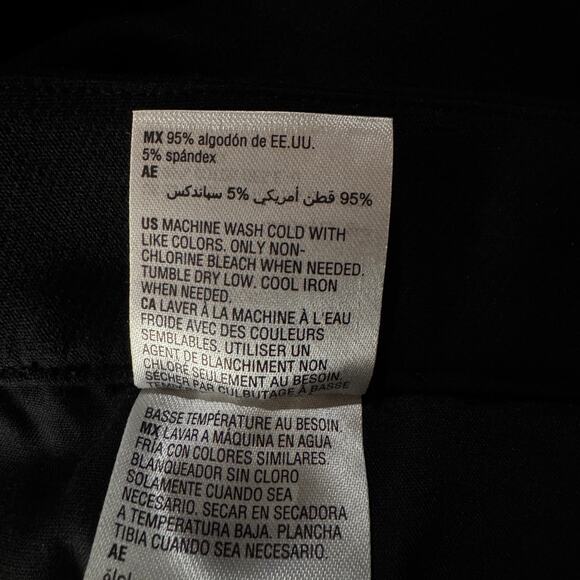 MX 95% algodón de EE.UU.
5% spándex
AE
95% قطن أمريكي 5% سباندكس
US MACHINE WASH COLD WITH
LIKE COLORS. ONLY NON-
CHLORINE BLEACH WHEN NEEDED.
TUMBLE DRY LOW. COOL IRON
WHEN NEEDED.
CA LAVER À LA MACHINE À L'EAU
FROIDE AVEC DES COULEURS
SEMBLABLES. UTILISER UN
AGENT DE BLANCHIMENT NON
CHLORÉ SEULEMENT AU BESOIN.
SÉCHER PAR CULBUTAGE À BASSE
BASSE TEMPÉRATURE AU BESOIN.
MX LAVAR A MÁQUINA EN AGUA
FRÍA CON COLORES SIMILARES.
BLANQUEADOR SIN CLORO
SOLAMENTE CUANDO SEA
NECESARIO. SECAR EN SECADORA
A TEMPERATURA BAJA. PLANCHA
TIBIA CUANDO SEA NECESARIO.
AE